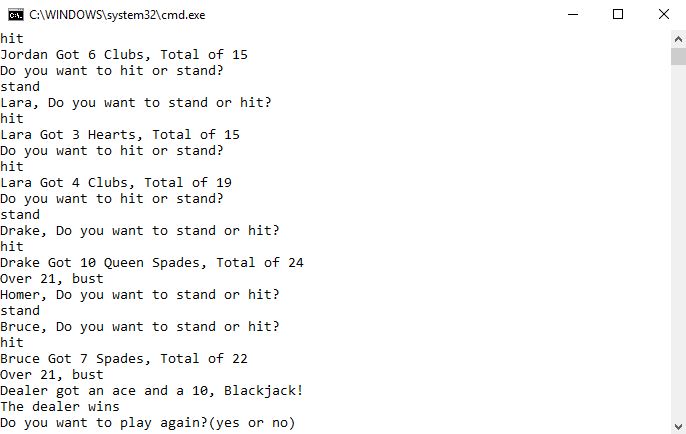 C:\WINDOWS\system32\cmd.exe
hit
Jordan Got 6 Clubs, Total of 15
Do you want to hit or stand?
stand
Lara, Do you want to stand or hit?
hit
Lara Got 3 Hearts, Total of 15
Do you want to hit or stand?
hit
Lara Got 4 Clubs, Total of 19
Do you want to hit or stand?
stand
Drake, Do you want to stand or hit?
hit
Drake Got 10 Queen Spades, Total of 24
Over 21, bust
Homer, Do you want to stand or hit?
stand
Bruce, Do you want to stand or hit?
hit
Bruce Got 7 Spades, Total of 22
Over 21, bust
Dealer got an ace and a 10, Blackjack!
The dealer wins
Do you want to play again?(yes or no)